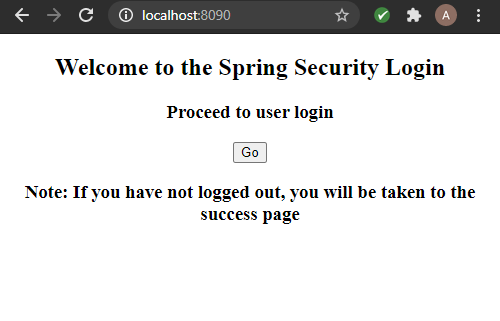 localhost:8090
A
Welcome to the Spring Security Login
Proceed to user login
Go
Note: If you have not logged out, you will be taken to the
success page